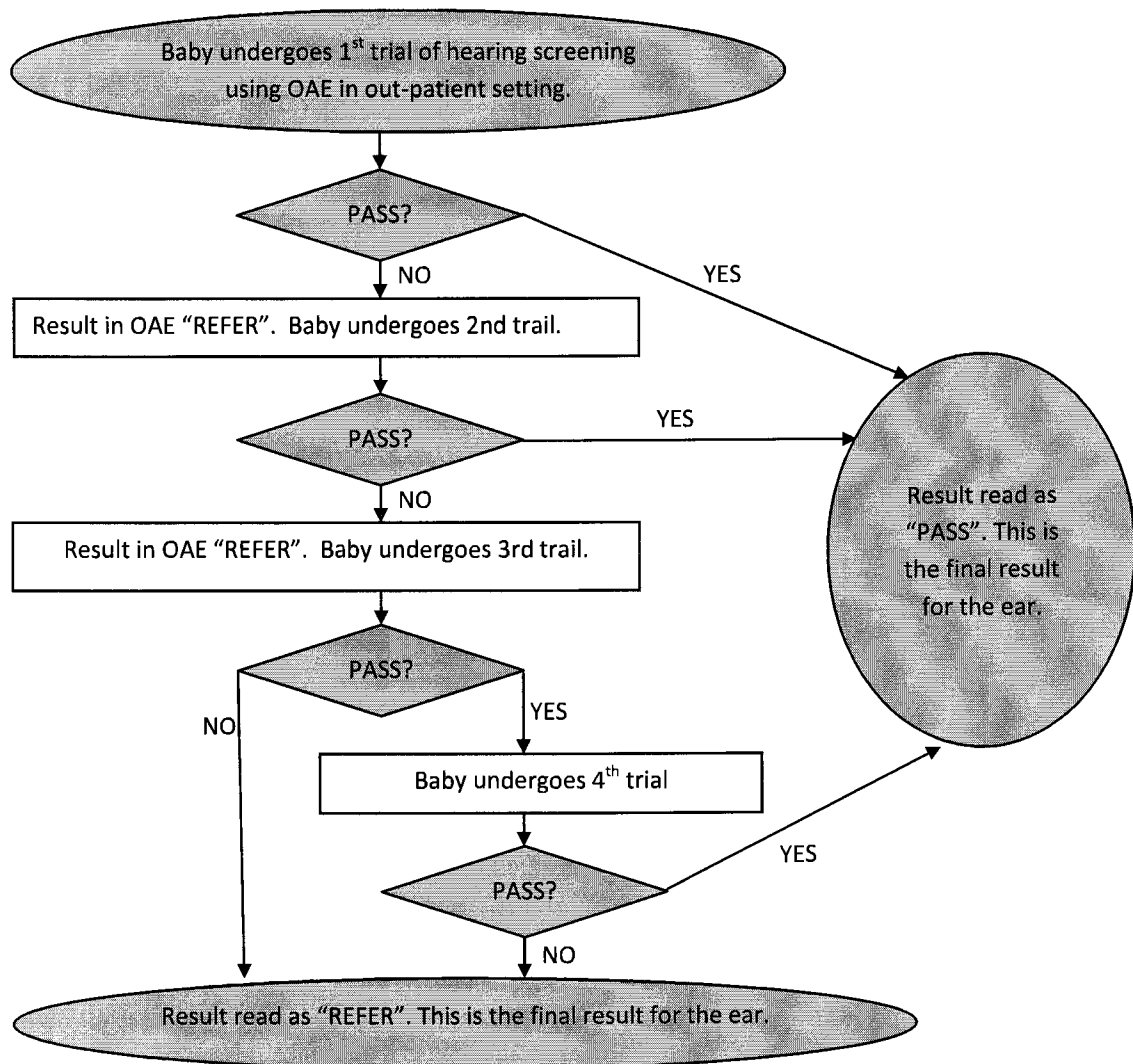 Baby undergoes 1st trial of hearing screening
using OAE in out-patient setting.
PASS?
NO
YES
Result in OAE “REFER”. Baby undergoes 2nd trail.
PASS?
YES
NO
Result in OAE “REFER”. Baby undergoes 3rd trail.
Result read as
“PASS”. This is
the final result
for the ear.
PASS?
NO
YES
Baby undergoes 4th trial
PASS?
YES
NO
Result read as “REFER”. This is the final result for the ear.